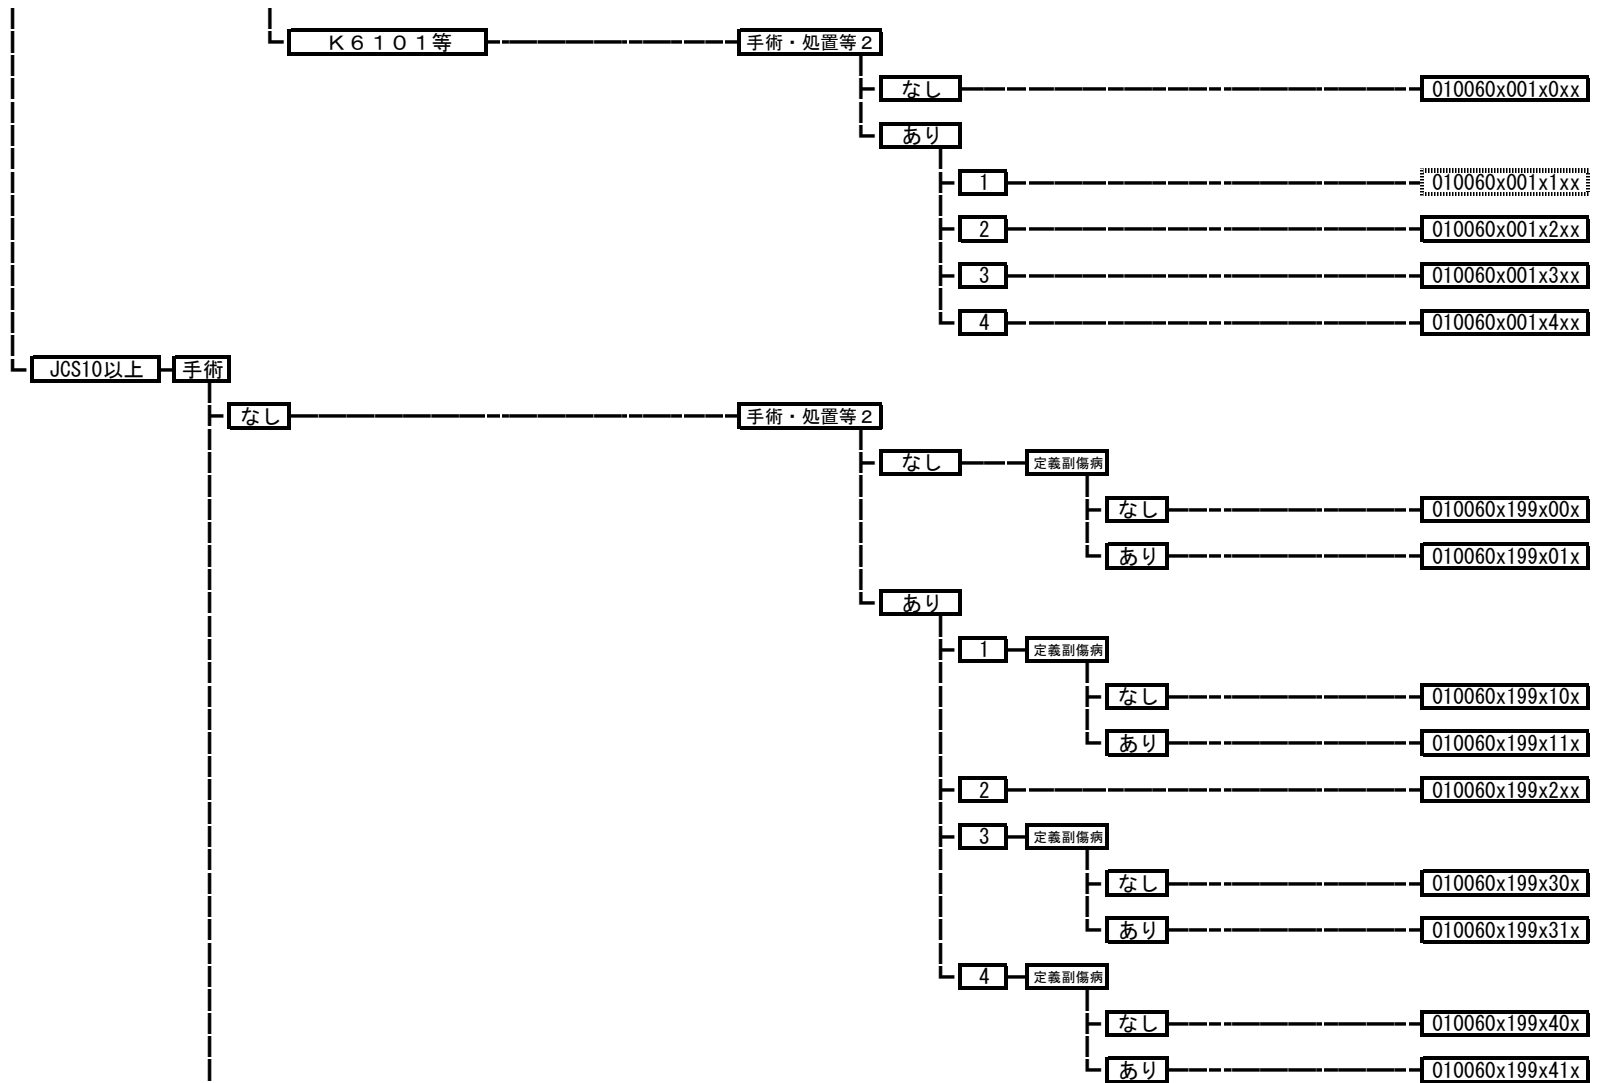 Ｋ６１０１等 手術・処置等２
なし 010060x001x0xx
あり
1 010060x001x1xx
2 010060x001x2xx
3 010060x001x3xx
4 010060x001x4xx
JCS10以上 手術
なし 手術・処置等２
なし 定義副傷病
なし 010060x199x00x
あり 010060x199x01x
あり
1 定義副傷病
なし 010060x199x10x
あり 010060x199x11x
2 010060x199x2xx
3 定義副傷病
なし 010060x199x30x
あり 010060x199x31x
4 定義副傷病
なし 010060x199x40x
あり 010060x199x41x